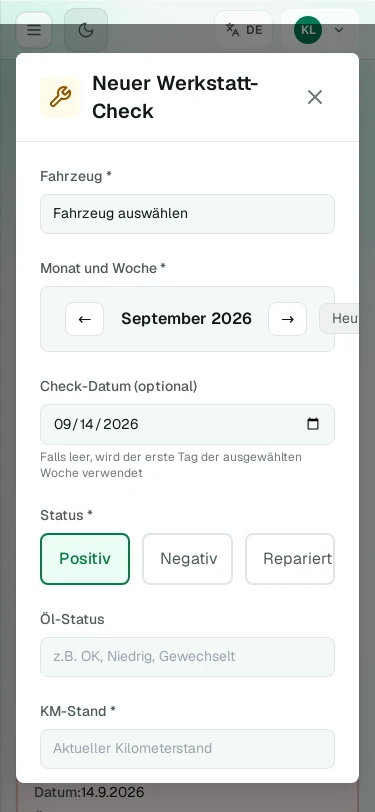 DE
KL
Neuer Werkstatt-
Check
Fahrzeug *
Fahrzeug auswählen
Monat und Woche *
← September 2026 → Heu
Check-Datum (optional)
09/14/2026
Falls leer, wird der erste Tag der ausgewählten
Woche verwendet
Status *
Positiv Negativ Repariert
Öl-Status
z.B. OK, Niedrig, Gewechselt
KM-Stand *
Aktueller Kilometerstand
Datum:14.9.2026